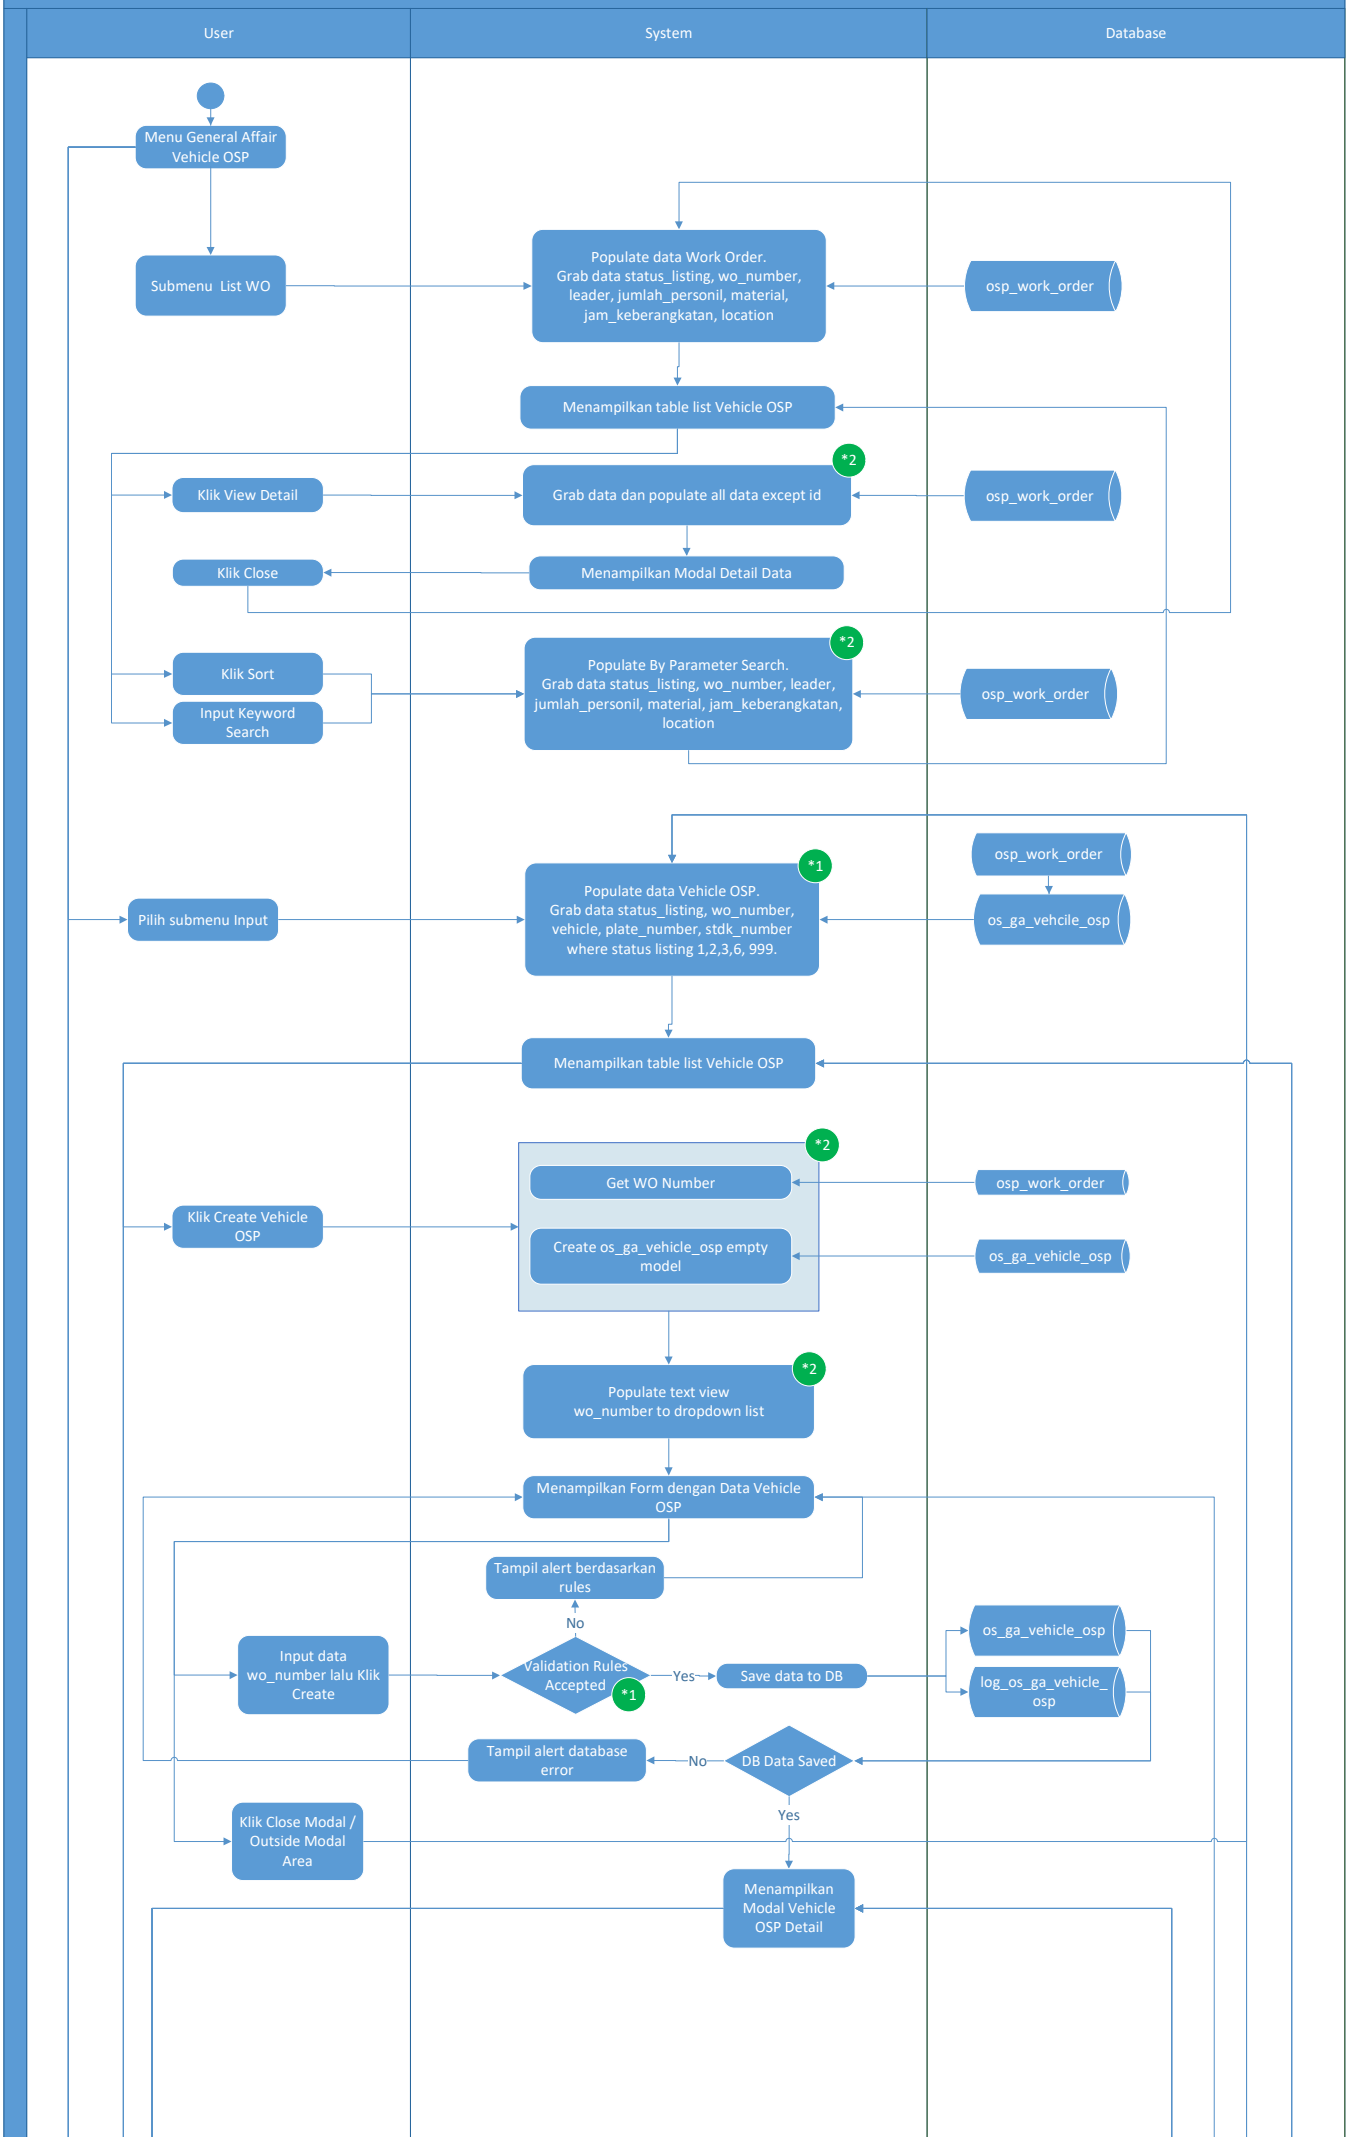 User
System
Database
Menu General Affair
Vehicle OSP
Submenu List WO
Populate data Work Order.
Grab data status_listing, wo_number,
leader, jumlah_personil, material,
jam_keberangkatan, location
osp_work_order
Menampilkan table list Vehicle OSP
*2
Klik View Detail
Grab data dan populate all data except id
osp_work_order
Klik Close
Menampilkan Modal Detail Data
*2
Klik Sort
Input Keyword
Search
Populate By Parameter Search.
Grab data status_listing, wo_number, leader,
jumlah_personil, material, jam_keberangkatan,
location
osp_work_order
osp_work_order
*1
Pilih submenu Input
Populate data Vehicle OSP.
Grab data status_listing, wo_number,
vehicle, plate_number, stdk_number
where status listing 1,2,3,6, 999.
os_ga_vehcile_osp
Menampilkan table list Vehicle OSP
*2
Get WO Number
osp_work_order
Klik Create Vehicle
OSP
Create os_ga_vehicle_osp empty
model
os_ga_vehicle_osp
*2
Populate text view
wo_number to dropdown list
Menampilkan Form dengan Data Vehicle
OSP
Tampil alert berdasarkan
rules
No
Input data
wo_number lalu Klik
Create
Validation Rules
Accepted
*1
Yes
Save data to DB
os_ga_vehicle_osp
log_os_ga_vehicle_
osp
Tampil alert database
error
No
DB Data Saved
Yes
Klik Close Modal /
Outside Modal
Area
Menampilkan
Modal Vehicle
OSP Detail